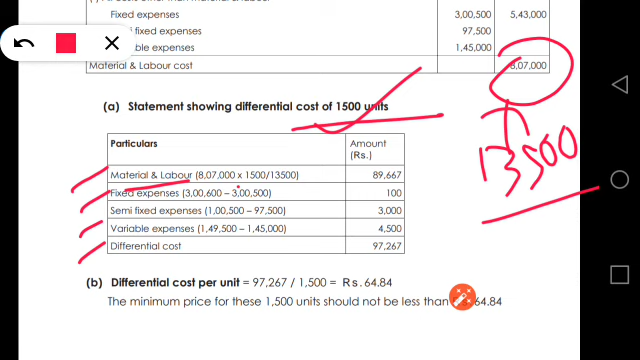 Fixed expenses 3,00,500 5,43,000
fixed expenses 97,500
able expenses 1,45,000
Material & Labour cost 8,07,000
13500
(a) Statement showing differential cost of 1500 units
Particulars Amount (Rs.)
Material & Labour (8,07,000 x 1500/13500) 89,667
Fixed expenses (3,00,600 – 3,00,500) 100
Semi fixed expenses (1,00,500 – 97,500) 3,000
Variable expenses (1,49,500 – 1,45,000) 4,500
Differential cost 97,267
(b) Differential cost per unit = 97,267 / 1,500 = Rs. 64.84
The minimum price for these 1,500 units should not be less than 64.84